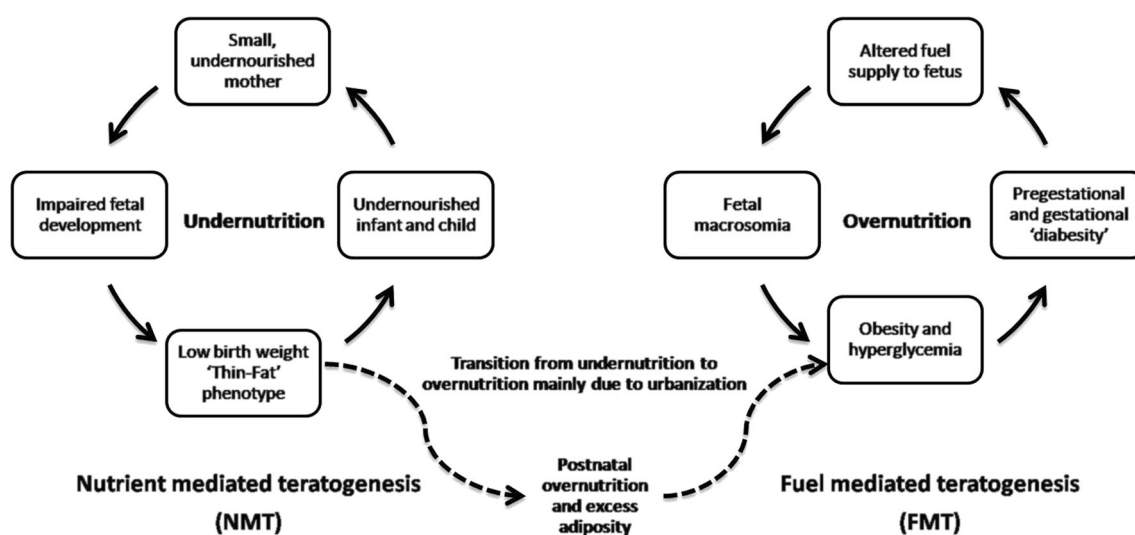 Small,
undernourished
mother
Impaired fetal
development
Undernutrition
Undernourished
infant and child
Low birth weight
'Thin-Fat'
phenotype
Nutrient mediated teratogenesis
(NMT)
Transition from undernutrition to
overnutrition mainly due to urbanization
Postnatal
overnutrition
and excess
adiposity
Altered fuel
supply to fetus
Fetal
macrosomia
Overnutrition
Pregestational
and gestational
'diabesity'
Obesity and
hyperglycemia
Fuel mediated teratogenesis
(FMT)